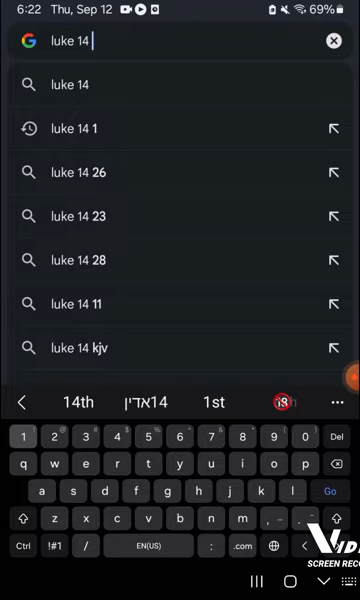 6:22 Thu, Sep 12 69%
luke 14
luke 14
luke 14 1
luke 14 26
luke 14 23
luke 14 28
luke 14 11
luke 14 kjv
14th 14אדין 1st
1 2 3 4 5 6 7 8 9 0 Del
! @ # $ % ^ & * ( )
q w e r t y u i o p
a s d f g h j k l Go
z x c v b n m , .
Ctrl !#1 / EN(US) : .com
SCREEN REC